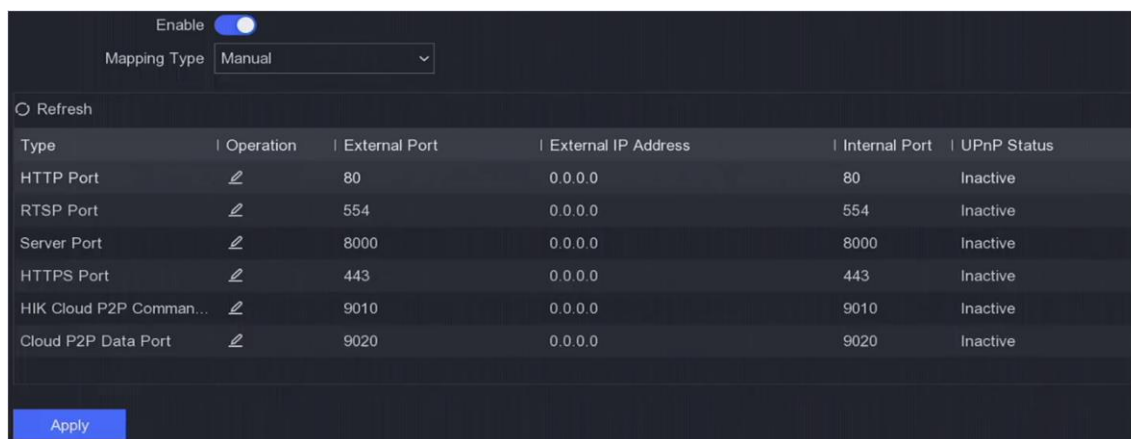 Enable
Mapping Type Manual
Refresh
Type Operation External Port External IP Address Internal Port UPnP Status
HTTP Port 80 0.0.0.0 80 Inactive
RTSP Port 554 0.0.0.0 554 Inactive
Server Port 8000 0.0.0.0 8000 Inactive
HTTPS Port 443 0.0.0.0 443 Inactive
HIK Cloud P2P Comman... 9010 0.0.0.0 9010 Inactive
Cloud P2P Data Port 9020 0.0.0.0 9020 Inactive
Apply